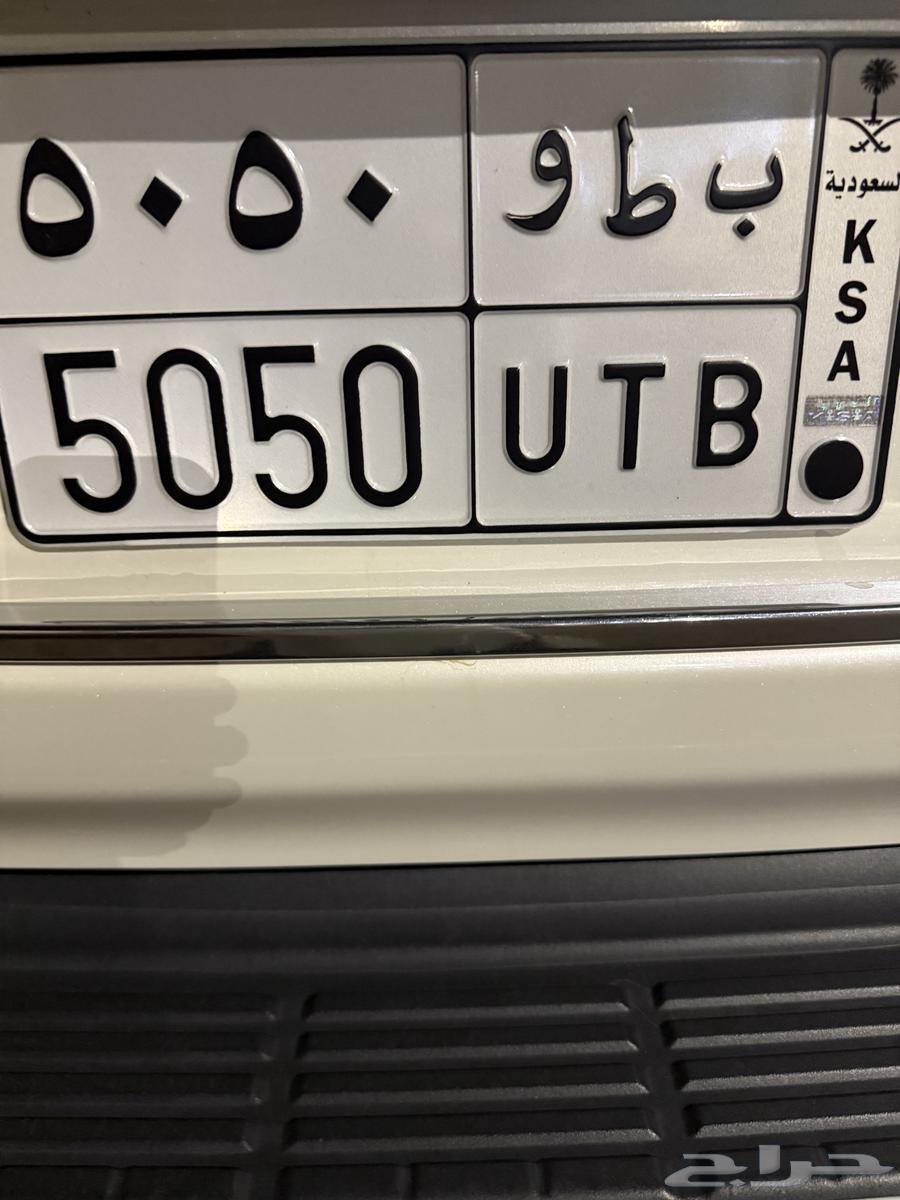 ٥٠٥٠ ب ط و
5050 UTB
السعودية
K
S
A
حراج